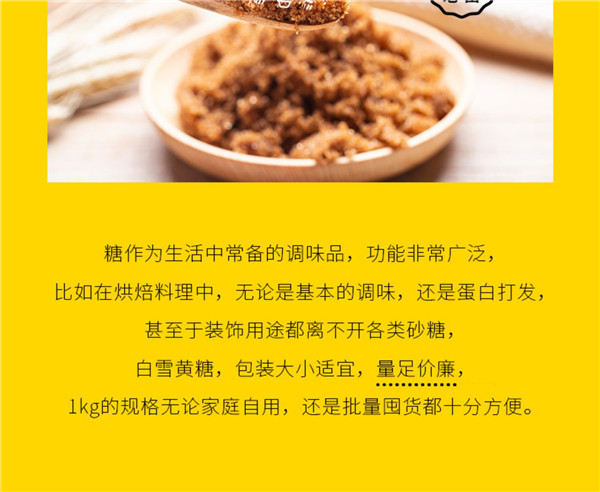 糖作为生活中常备的调味品，功能非常广泛，
比如在烘焙料理中，无论是基本的调味，还是蛋白打发，
甚至于装饰用途都离不开各类砂糖，
白雪黄糖，包装大小适宜，量足价廉，
1kg的规格无论家庭自用，还是批量囤货都十分方便。